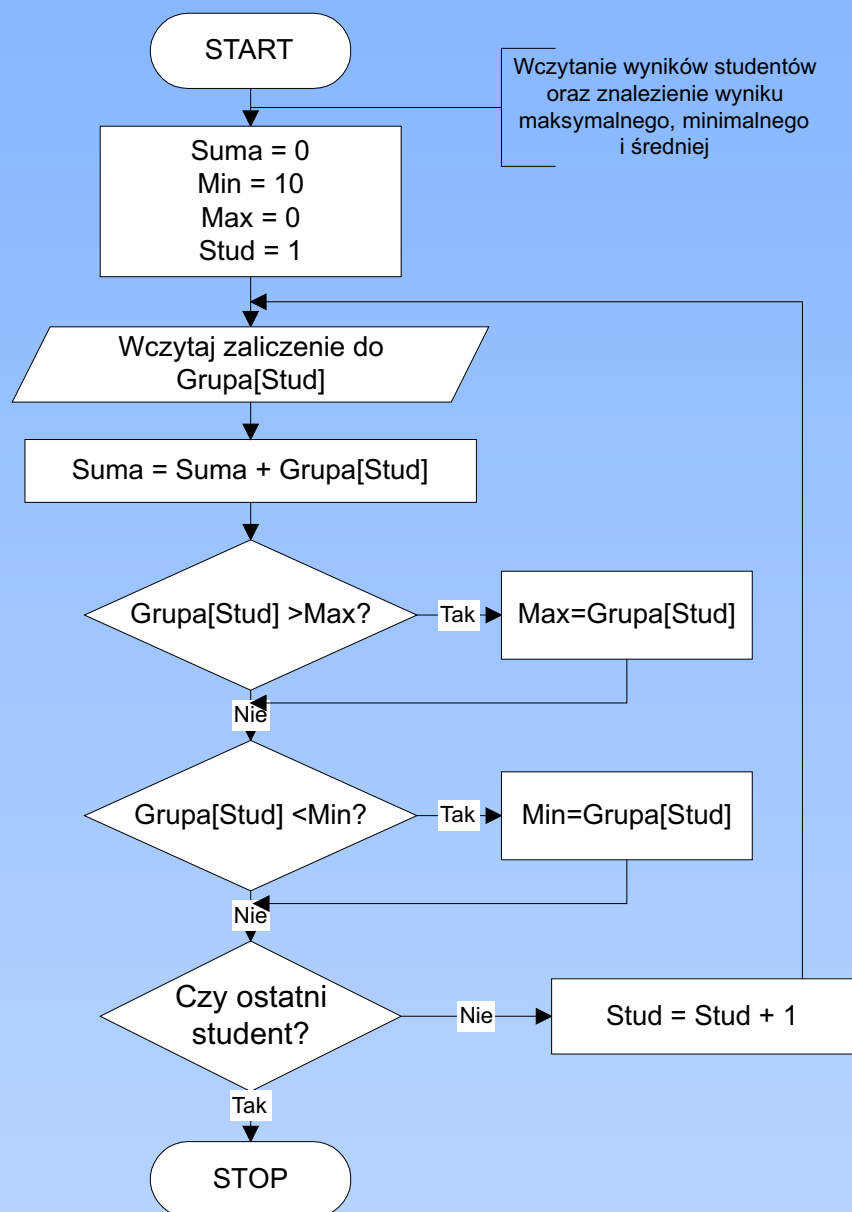 START
Wczytanie wyników studentów
oraz znalezienie wyniku
maksymalnego, minimalnego
i średniej
Suma = 0
Min = 10
Max = 0
Stud = 1
Wczytaj zaliczenie do
Grupa[Stud]
Suma = Suma + Grupa[Stud]
Grupa[Stud] >Max?
Tak
Max=Grupa[Stud]
Nie
Grupa[Stud] <Min?
Tak
Min=Grupa[Stud]
Nie
Czy ostatni
student?
Nie
Stud = Stud + 1
Tak
STOP